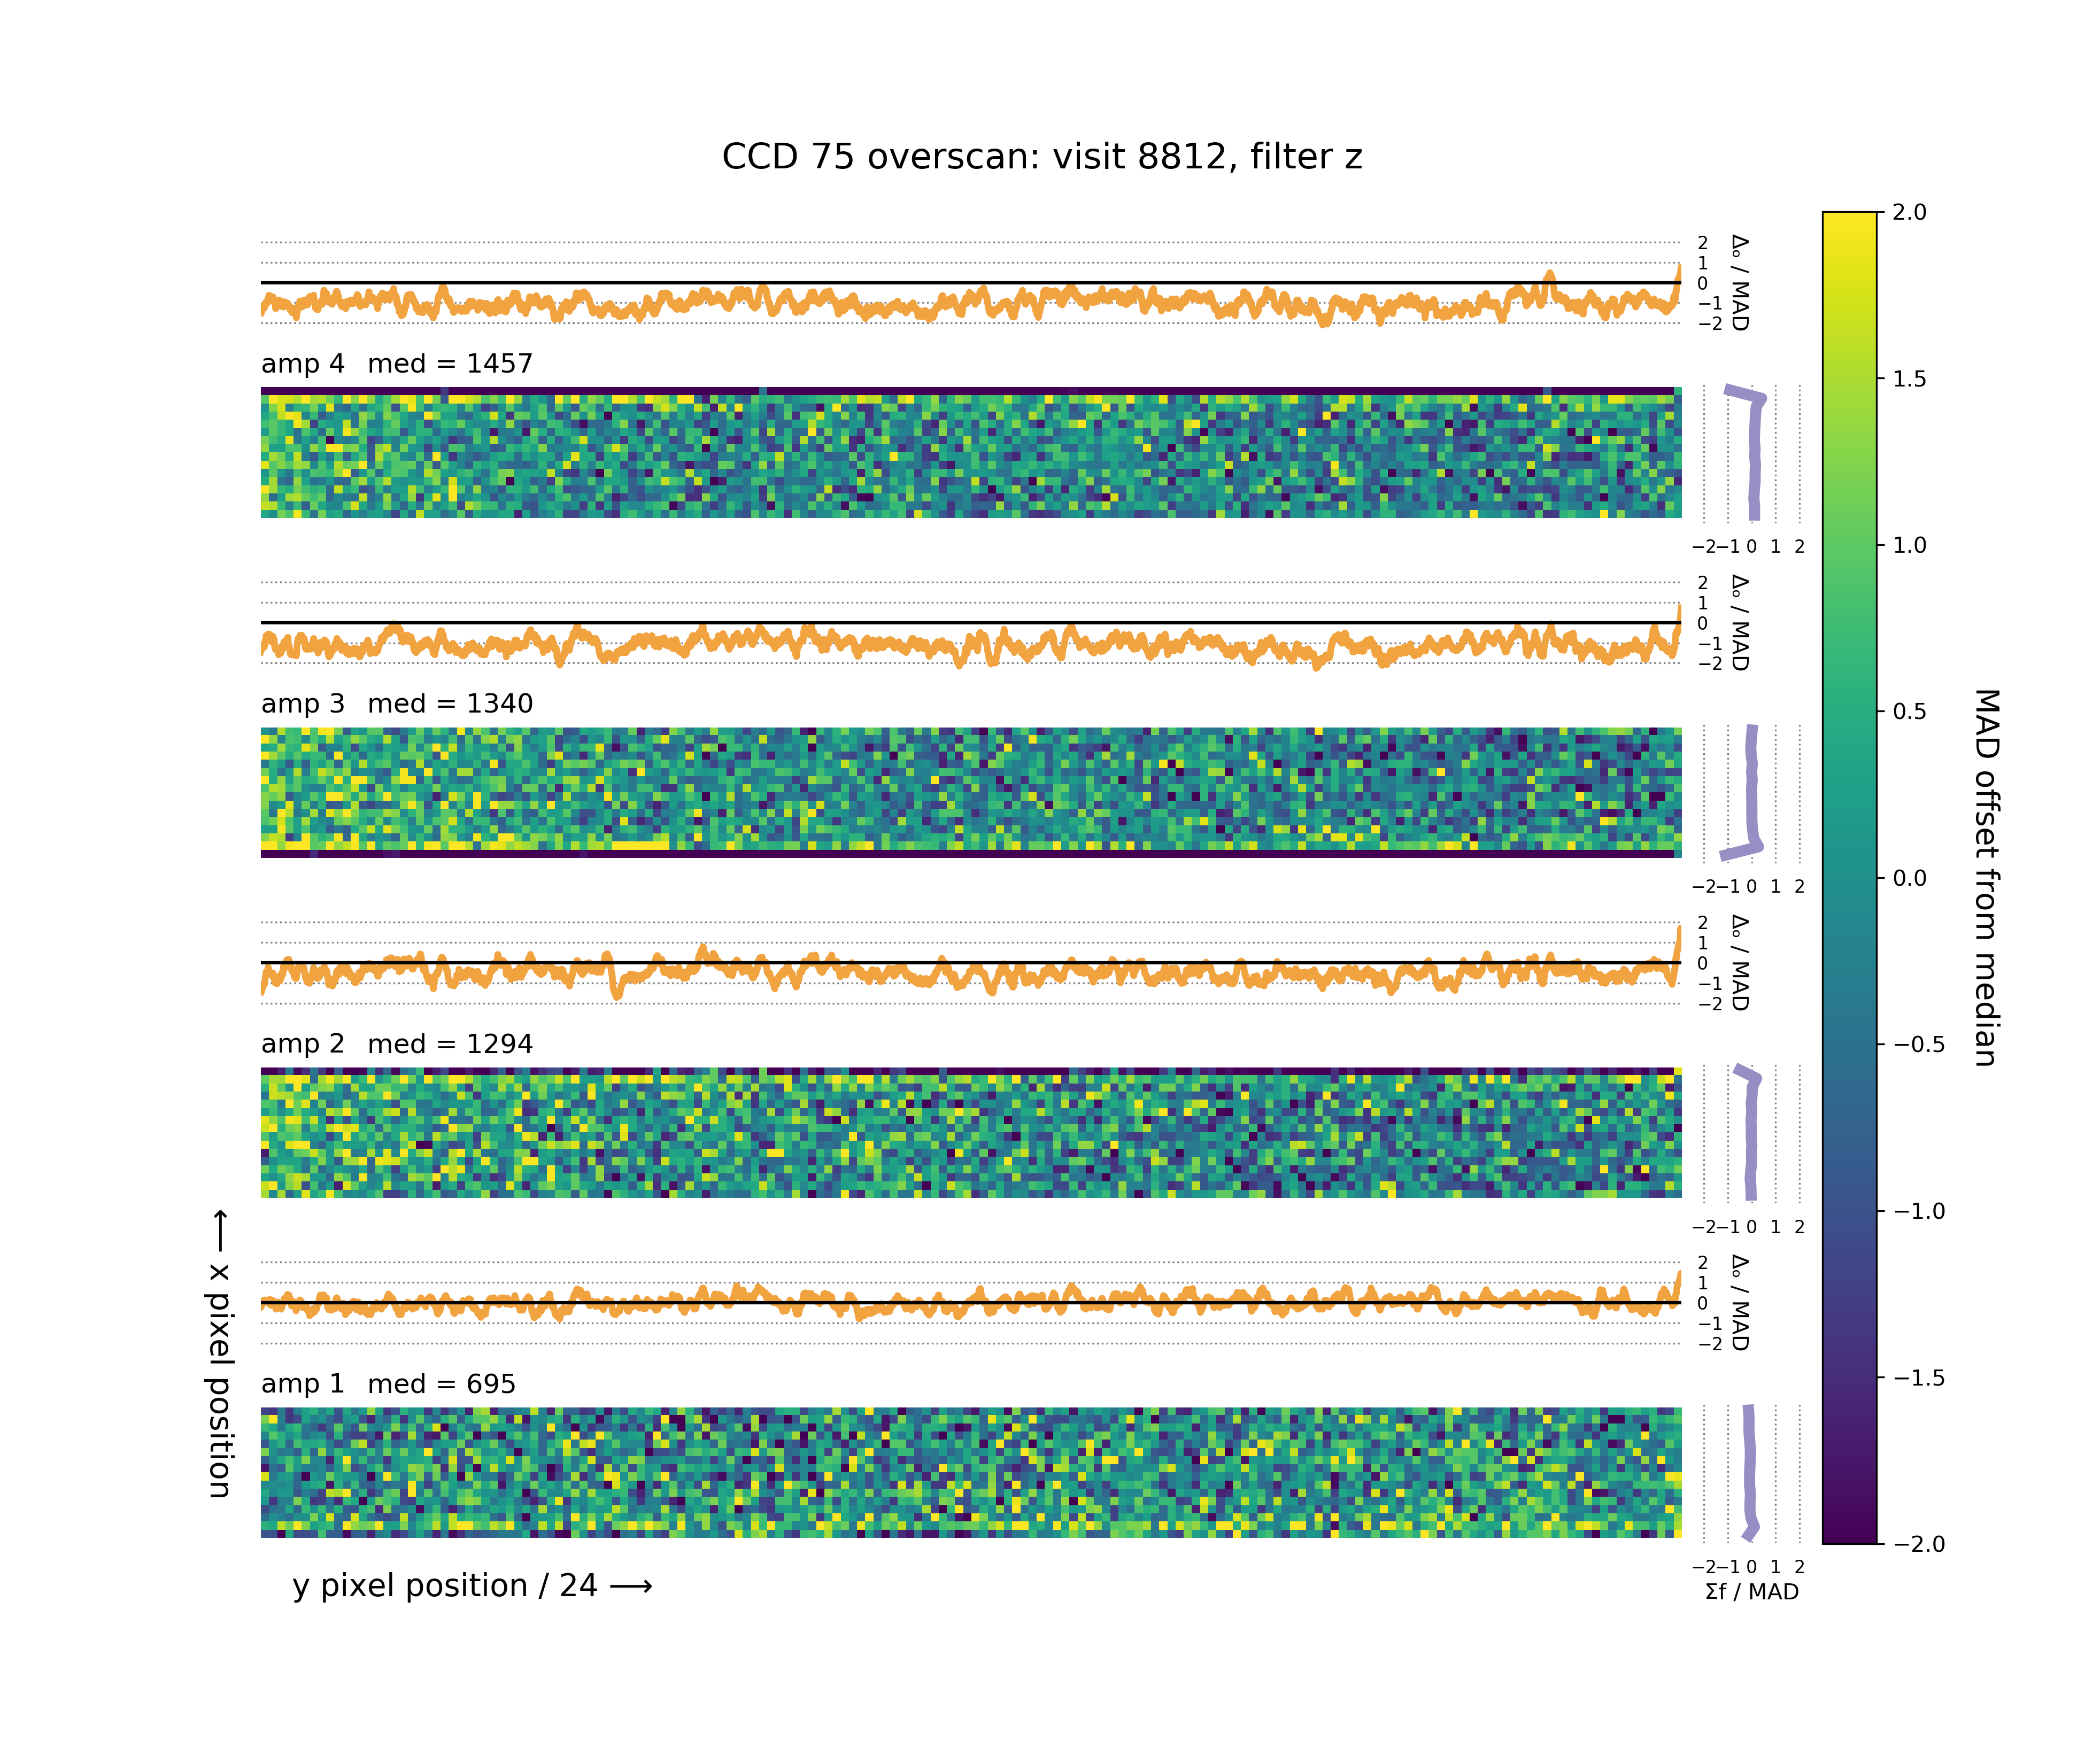 CCD 75 overscan: visit 8812, filter z
2
1
0
−1
−2
Δₒ / MAD
amp 4 med = 1457
−2 −1 0 1 2
2
1
0
−1
−2
Δₒ / MAD
amp 3 med = 1340
−2 −1 0 1 2
2
1
0
−1
−2
Δₒ / MAD
amp 2 med = 1294
−2 −1 0 1 2
2
1
0
−1
−2
Δₒ / MAD
amp 1 med = 695
−2 −1 0 1 2
Σf / MAD
y pixel position / 24 ⟶
⟵ x pixel position
2.0
1.5
1.0
0.5
0.0
−0.5
−1.0
−1.5
−2.0
MAD offset from median